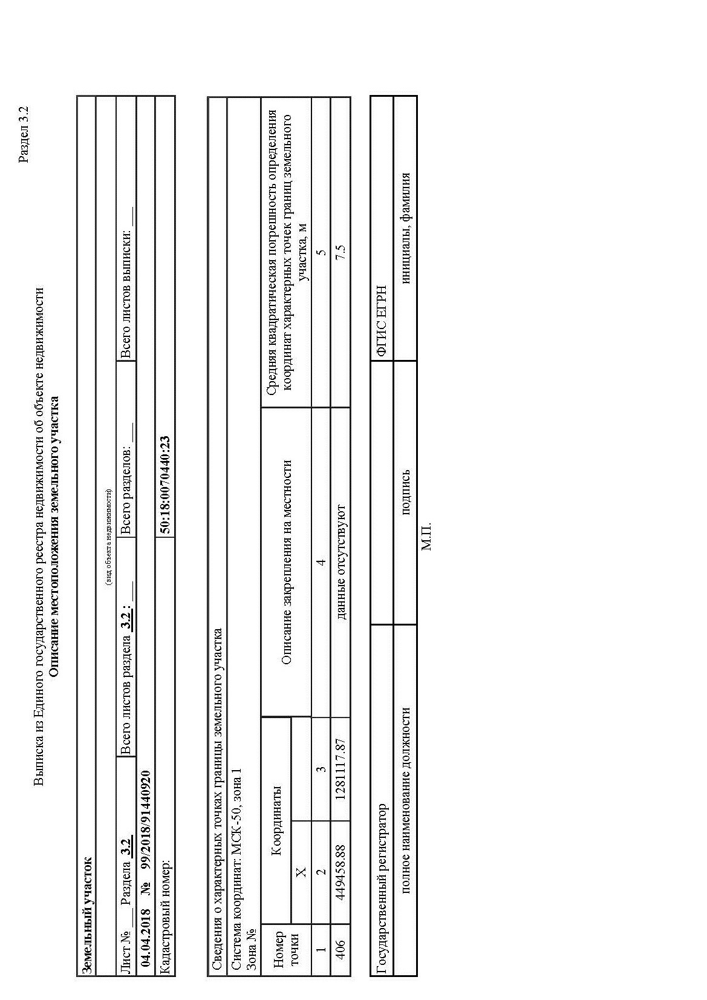 Раздел 3.2
Выписка из Единого государственного реестра недвижимости об объекте недвижимости
Описание местоположения земельного участка
Земельный участок
(вид объекта недвижимости)
Лист № ___ Раздела 3.2 Всего листов раздела 3.2 : ___ Всего разделов: ___ Всего листов выписки: ___
04.04.2018 № 99/2018/91440920
Кадастровый номер: 50:18:0070440:23
Сведения о характерных точках границы земельного участка
Система координат: МСК-50, зона 1
Зона №
Номер точки
Координаты
X
Описание закрепления на местности
Средняя квадратическая погрешность определения
координат характерных точек границ земельного
участка, м
1 2 3 4 5
406 449458.88 1281117.87 данные отсутствуют 7.5
Государственный регистратор ФГИС ЕГРН
полное наименование должности подпись инициалы, фамилия
М.П.